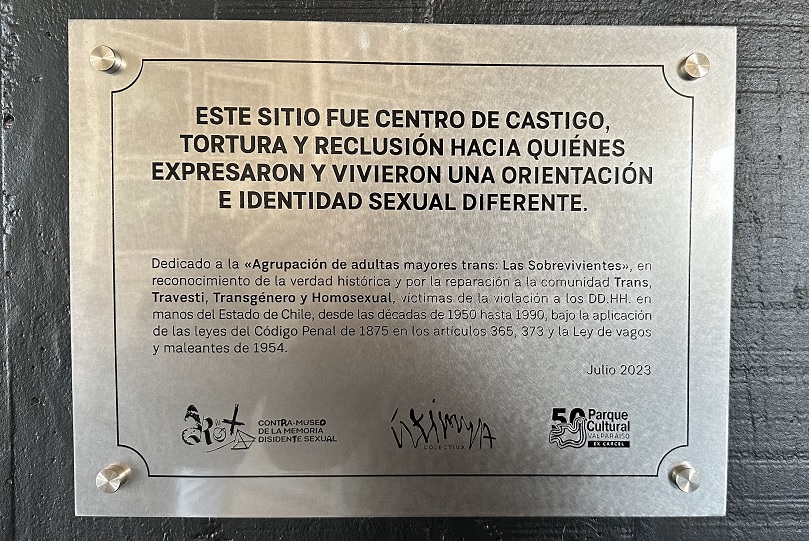 ESTE SITIO FUE CENTRO DE CASTIGO,
TORTURA Y RECLUSIÓN HACIA QUIÉNES
EXPRESARON Y VIVIERON UNA ORIENTACIÓN
E IDENTIDAD SEXUAL DIFERENTE.
Dedicado a la «Agrupación de adultas mayores trans: Las Sobrevivientes», en
reconocimiento de la verdad histórica y por la reparación a la comunidad Trans,
Travesti, Transgénero y Homosexual, víctimas de la violación a los DD.HH. en
manos del Estado de Chile, desde las décadas de 1950 hasta 1990, bajo la aplicación
de las leyes del Código Penal de 1875 en los artículos 365, 373 y la Ley de vagos
y maleantes de 1954.
Julio 2023
CONTRA-MUSEO
DE LA MEMORIA
DISIDENTE SEXUAL
COLECTIVA
50 Parque
Cultural
VALPARAÍSO
EX CÁRCEL